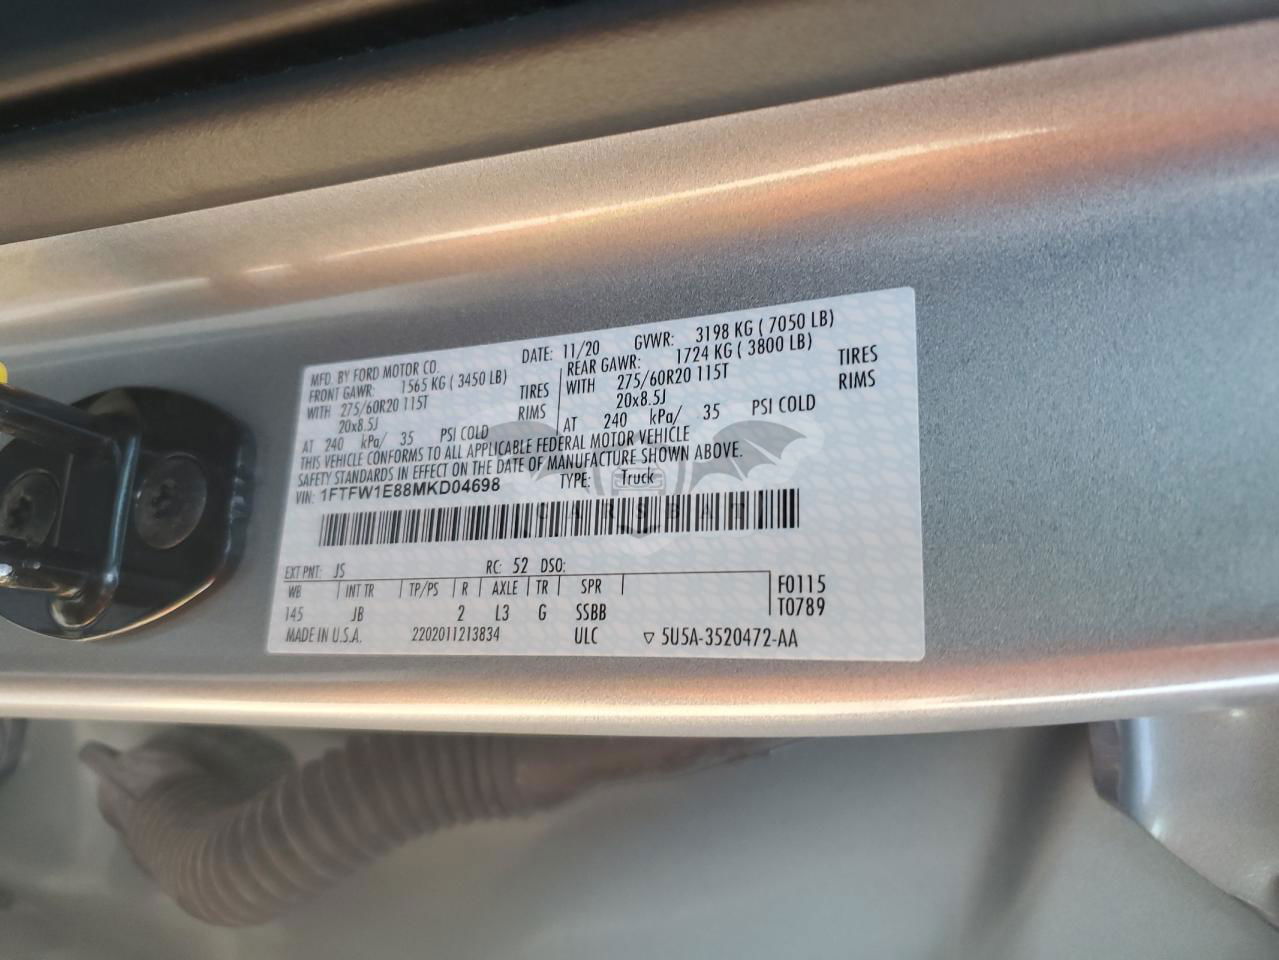 MFD. BY FORD MOTOR CO. DATE: 11/20 GVWR: 3198 KG ( 7050 LB)
FRONT GAWR: 1565 KG ( 3450 LB) REAR GAWR: 1724 KG ( 3800 LB)
WITH 275/60R20 115T TIRES WITH 275/60R20 115T TIRES
20x8.5J RIMS 20x8.5J RIMS
AT 240 kPa/ 35 PSI COLD AT 240 kPa/ 35 PSI COLD
THIS VEHICLE CONFORMS TO ALL APPLICABLE FEDERAL MOTOR VEHICLE
SAFETY STANDARDS IN EFFECT ON THE DATE OF MANUFACTURE SHOWN ABOVE.
VIN: 1FTFW1E88MKD04698 TYPE: Truck
CARSBAT
EXT PNT: JS RC: 52 DSO:
WB INT TR TP/PS R AXLE TR SPR F0115
145 JB 2 L3 G SSBB T0789
MADE IN U.S.A. 2202011213834 ULC ▽ 5U5A-3520472-AA